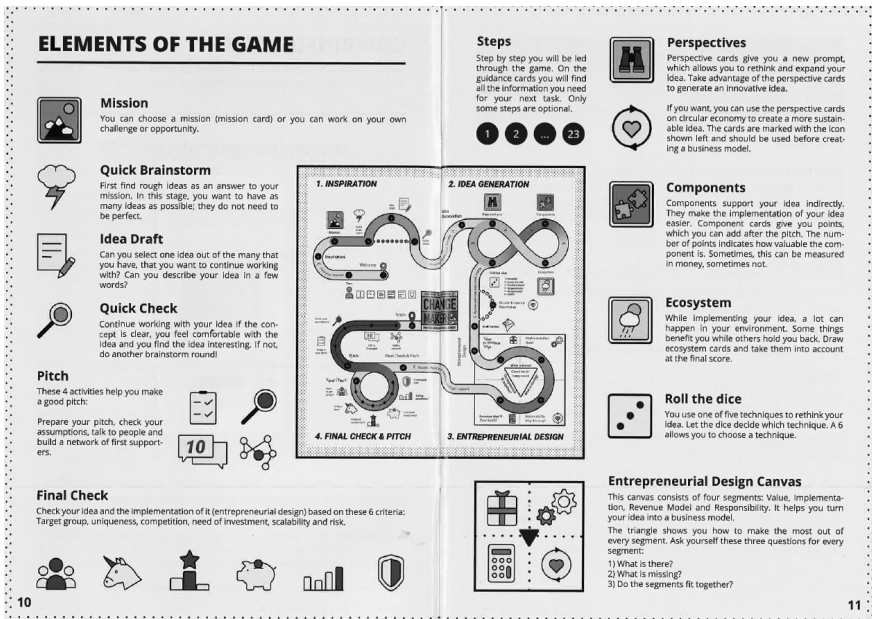 ELEMENTS OF THE GAME
Mission
You can choose a mission (mission card) or you can work on your own
challenge or opportunity.
Quick Brainstorm
First find rough ideas as an answer to your
mission. In this stage, you want to have as
many ideas as possible; they do not need to
be perfect.
Idea Draft
Can you select one idea out of the many that
you have, that you want to continue working
with? Can you describe your idea in a few
words?
Quick Check
Continue working with your idea if the con-
cept is clear, you feel comfortable with the
idea and you find the idea interesting. If not,
do another brainstorm round!
Pitch
These 4 activities help you make
a good pitch:
Prepare your pitch, check your
assumptions, talk to people and
build a network of first support-
ers.
10
Final Check
Check your idea and the implementation of it (entrepreneurial design) based on these 6 criteria:
Target group, uniqueness, competition, need of investment, scalability and risk.
10
Steps
Step by step you will be led
through the game. On the
guidance cards you will find
all the information you need
for your next task. Only
some steps are optional.
1 2 ... 23
1. INSPIRATION
2. IDEA GENERATION
CHANGE
MAKER
Final Check & Pitch
4. FINAL CHECK & PITCH
3. ENTREPRENEURIAL DESIGN
Perspectives
Perspective cards give you a new prompt,
which allows you to rethink and expand your
idea. Take advantage of the perspective cards
to generate an innovative idea.
If you want, you can use the perspective cards
on circular economy to create a more sustain-
able idea. The cards are marked with the icon
shown left and should be used before creat-
ing a business model.
Components
Components support your idea indirectly.
They make the implementation of your idea
easier. Component cards give you points,
which you can add after the pitch. The num-
ber of points indicates how valuable the com-
ponent is. Sometimes, this can be measured
in money, sometimes not.
Ecosystem
While implementing your idea, a lot can
happen in your environment. Some things
benefit you while others hold you back. Draw
ecosystem cards and take them into account
at the final score.
Roll the dice
You use one of five techniques to rethink your
idea. Let the dice decide which technique. A 6
allows you to choose a technique.
Entrepreneurial Design Canvas
This canvas consists of four segments: Value, Implementa-
tion, Revenue Model and Responsibility. It helps you turn
your idea into a business model.
The triangle shows you how to make the most out of
every segment. Ask yourself these three questions for every
segment:
1) What is there?
2) What is missing?
3) Do the segments fit together?
11